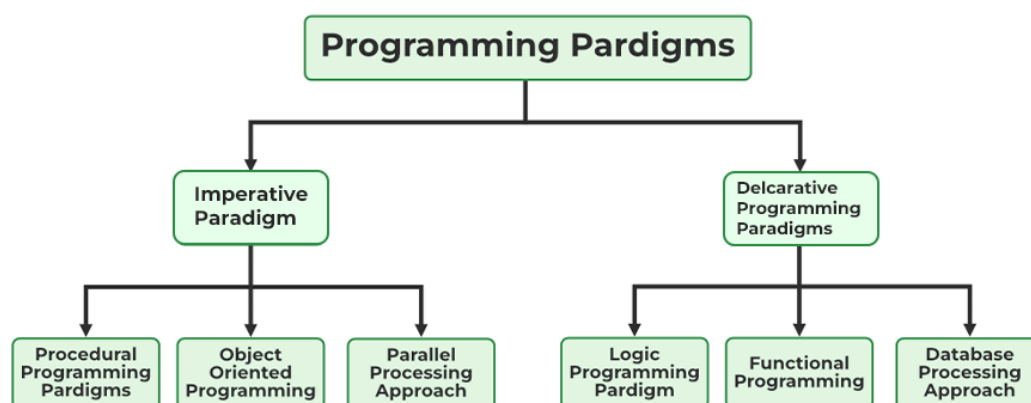 Programming Pardigms
Imperative
Paradigm
Delcarative
Programming
Paradigms
Procedural
Programming
Pardigms
Object
Oriented
Programming
Parallel
Processing
Approach
Logic
Programming
Pardigm
Functional
Programming
Database
Processing
Approach